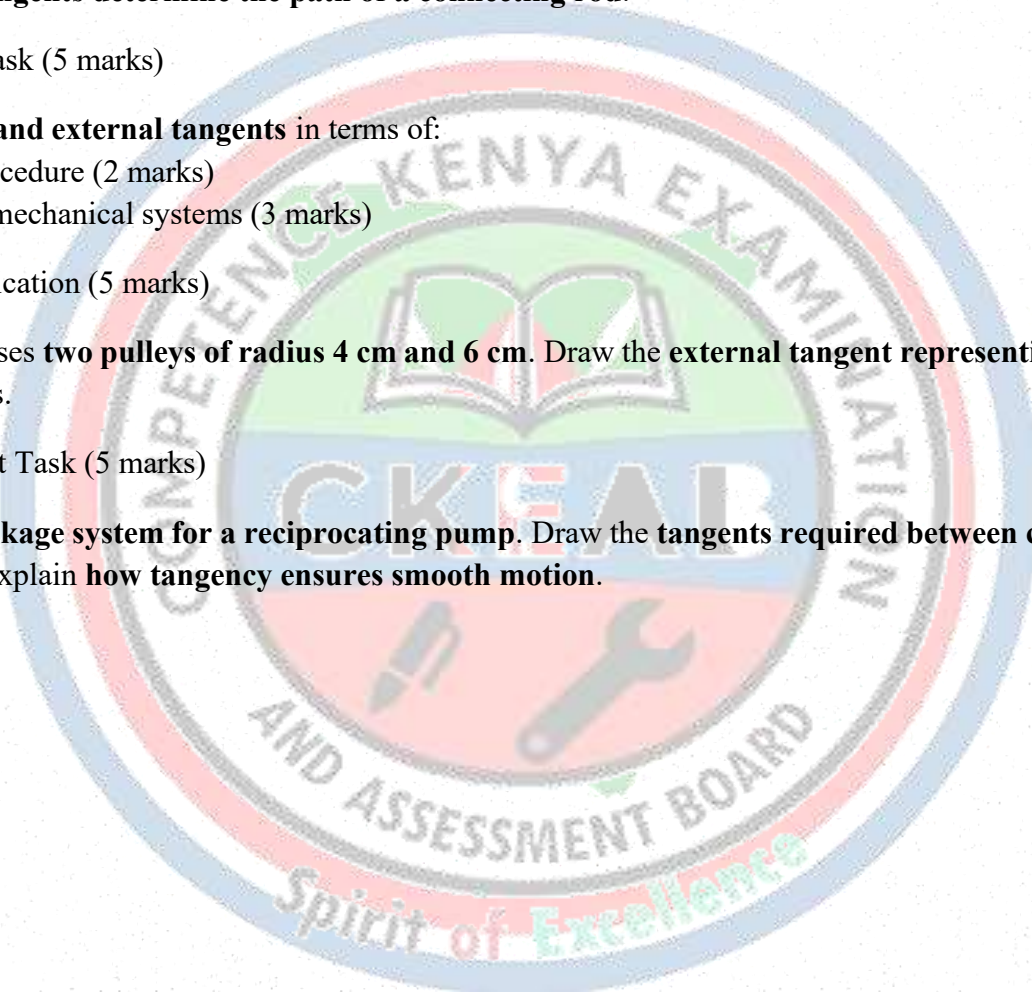 ngents determine the path of a connecting rod.
ask (5 marks)
and external tangents in terms of:
cedure (2 marks)
mechanical systems (3 marks)
ication (5 marks)
ses two pulleys of radius 4 cm and 6 cm. Draw the external tangent representi
s.
t Task (5 marks)
kage system for a reciprocating pump. Draw the tangents required between c
xplain how tangency ensures smooth motion.
COMPETENCE KENYA EXAMINATION
CKEAB
AND ASSESSMENT BOARD
Spirit of Excellence